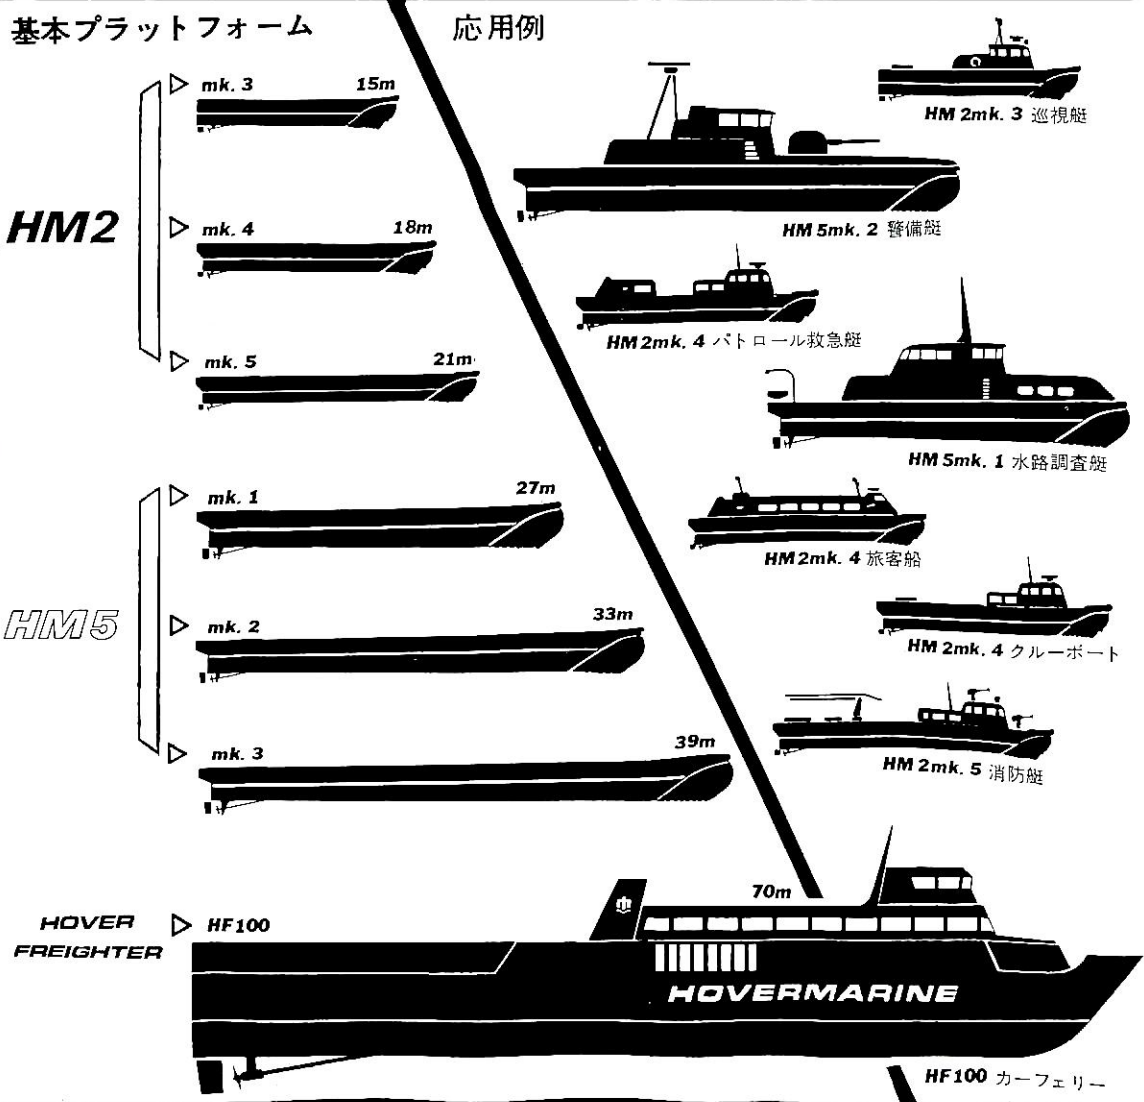 基本プラットフォーム
応用例
HM2
mk. 3 15m
mk. 4 18m
mk. 5 21m
HM5
mk. 1 27m
mk. 2 33m
mk. 3 39m
HOVER
FREIGHTER
HF100 70m
HOVERMARINE
HM 2mk. 3 巡視艇
HM 5mk. 2 警備艇
HM 2mk. 4 パトロール救急艇
HM 5mk. 1 水路調査艇
HM 2mk. 4 旅客船
HM 2mk. 4 クルーボート
HM 2mk. 5 消防艇
HF100 カーフェリー